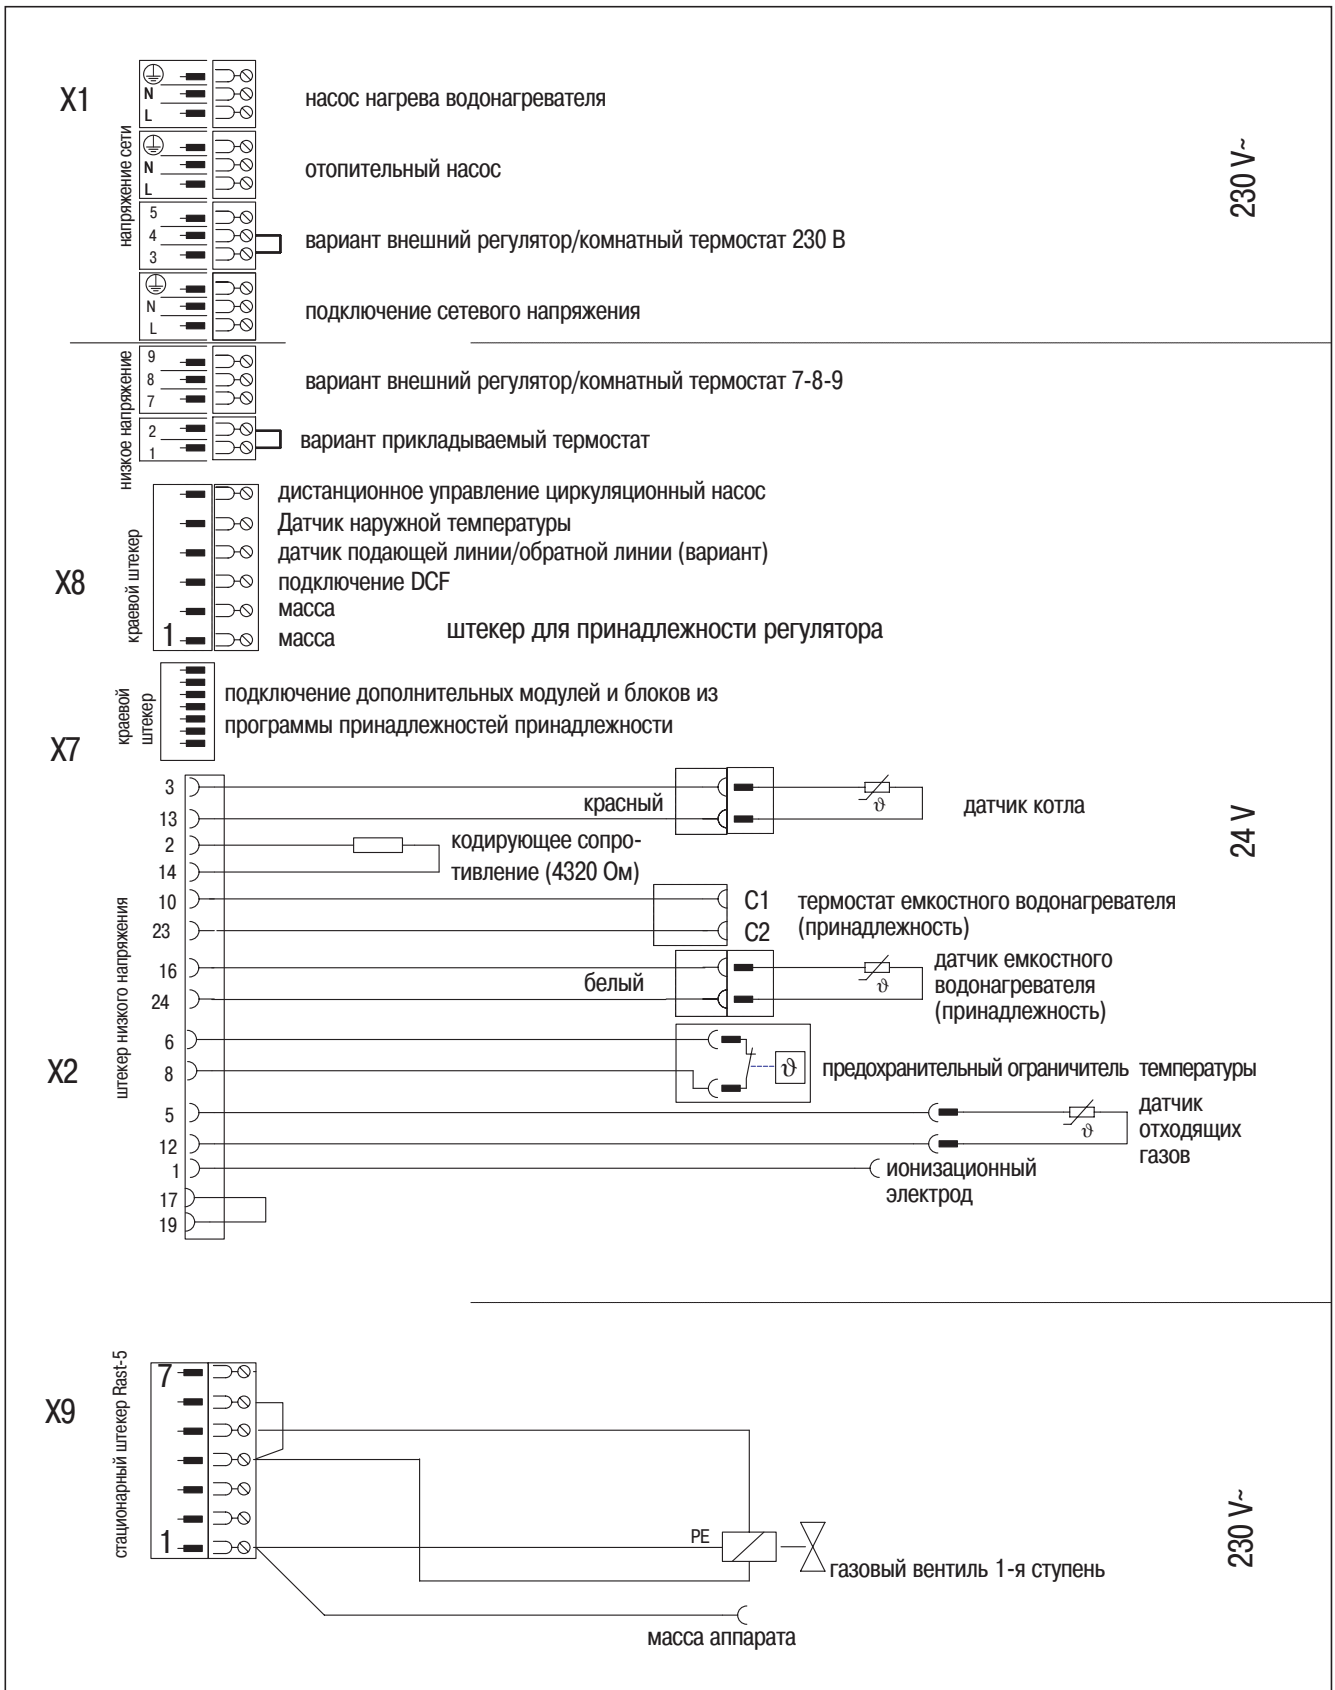 X1
напряжение сети
N
L
насос нагрева водонагревателя
N
L
отопительный насос
230 V~
5
4
3
вариант внешний регулятор/комнатный термостат 230 В
N
L
подключение сетевого напряжения
низкое напряжение
9
8
7
вариант внешний регулятор/комнатный термостат 7-8-9
2
1
вариант прикладываемый термостат
X8
краевой штекер
1
дистанционное управление циркуляционный насос
Датчик наружной температуры
датчик подающей линии/обратной линии (вариант)
подключение DCF
масса
масса
штекер для принадлежности регулятора
X7
краевой
штекер
подключение дополнительных модулей и блоков из
программы принадлежностей принадлежности
24 V
X2
штекер низкого напряжения
3
13
красный
датчик котла
2
14
кодирующее сопро-
тивление (4320 Ом)
10
23
C1
C2
термостат емкостного водонагревателя
(принадлежность)
16
24
белый
датчик емкостного
водонагревателя
(принадлежность)
ϑ
ϑ
6
8
ϑ
предохранительный ограничитель температуры
5
12
ϑ
датчик
отходящих
газов
1
ионизационный
электрод
17
19
X9
стационарный штекер Rast-5
7
1
PE
газовый вентиль 1-я ступень
масса аппарата
230 V~